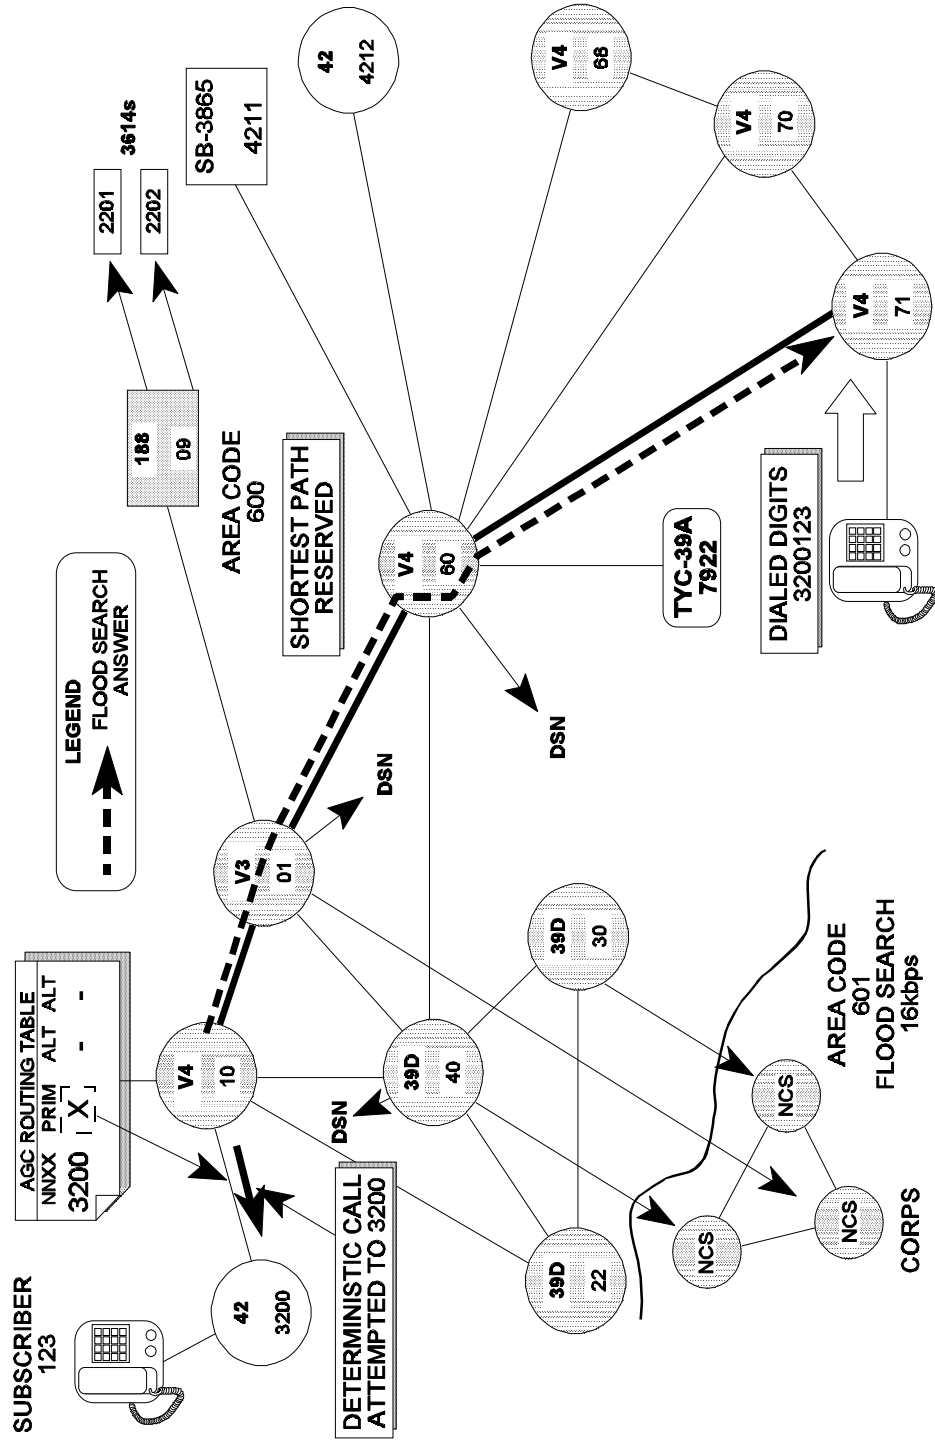 SUBSCRIBER
123
AGC ROUTING TABLE
NNXX PRIM ALT ALT
3200 X - -
LEGEND
FLOOD SEARCH
ANSWER
2201
2202
3614s
188
09
AREA CODE
600
SB-3865
4211
42
4212
42
3200
V4
10
V3
01
SHORTEST PATH
RESERVED
V4
60
V4
68
V4
70
V4
71
DETERMINISTIC CALL
ATTEMPTED TO 3200
DSN
39D
40
DSN
DSN
39D
22
39D
30
TYC-39A
7922
DIALED DIGITS
3200123
NCS
NCS
NCS
CORPS
AREA CODE
601
FLOOD SEARCH
16kbps